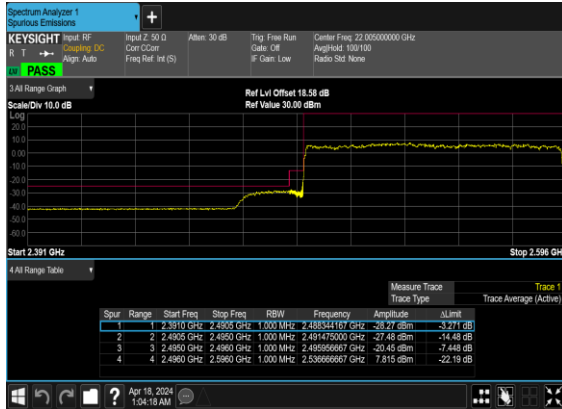 Spectrum Analyzer 1
Spurious Emissions
+
KEYSIGHT Input: RF Input Z: 50 Ω Atten: 30 dB Trig: Free Run Center Freq: 22.005000000 GHz
R T Coupling: DC Corr CCorr Gate: Off Avg|Hold: 100/100
Align: Auto Freq Ref: Int (S) IF Gain: Low Radio Std: None
PASS
3 All Range Graph
Ref Lvl Offset 18.58 dB
Scale/Div 10.0 dB Ref Value 30.00 dBm
Log
20.0
10.0
0.00
-10.0
-20.0
-30.0
-40.0
-50.0
-60.0
Start 2.391 GHz Stop 2.596 GH
4 All Range Table
Measure Trace Trace 1
Trace Type Trace Average (Active)
Spur Range Start Freq Stop Freq RBW Frequency Amplitude ΔLimit
1 1 2.3910 GHz 2.4905 GHz 1.000 MHz 2.488344167 GHz -28.27 dBm -3.271 dB
2 2 2.4905 GHz 2.4950 GHz 1.000 MHz 2.491475000 GHz -27.48 dBm -14.48 dB
3 3 2.4950 GHz 2.4960 GHz 1.000 MHz 2.495956667 GHz -20.45 dBm -7.448 dB
4 4 2.4960 GHz 2.5960 GHz 1.000 MHz 2.536666667 GHz 7.815 dBm -22.19 dB
? Apr 18, 2024
1:04:18 AM